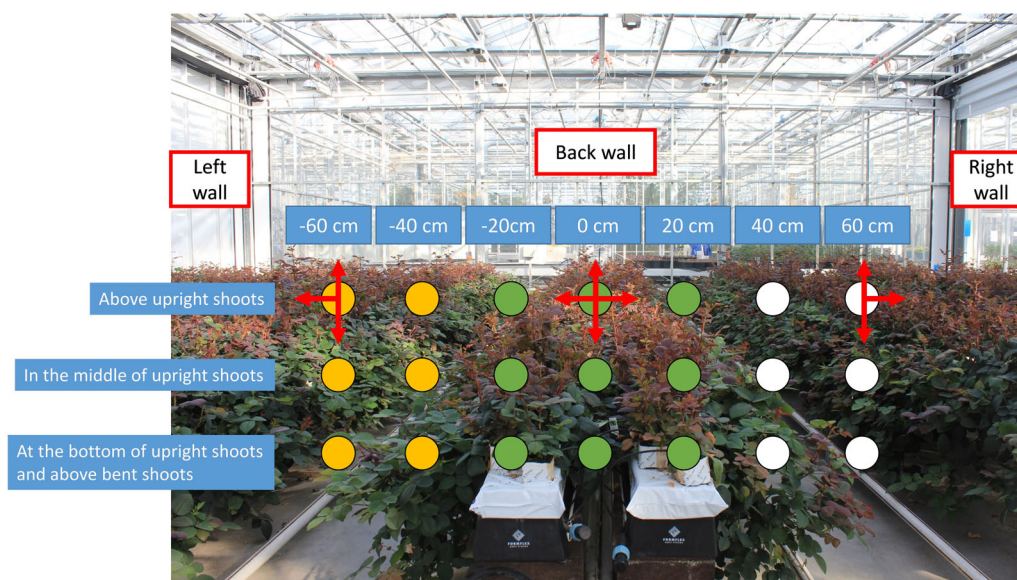 Back wall
Left
wall
Right
wall
-60 cm
-40 cm
-20cm
0 cm
20 cm
40 cm
60 cm
Above upright shoots
In the middle of upright shoots
At the bottom of upright shoots
and above bent shoots
FORMFLEX